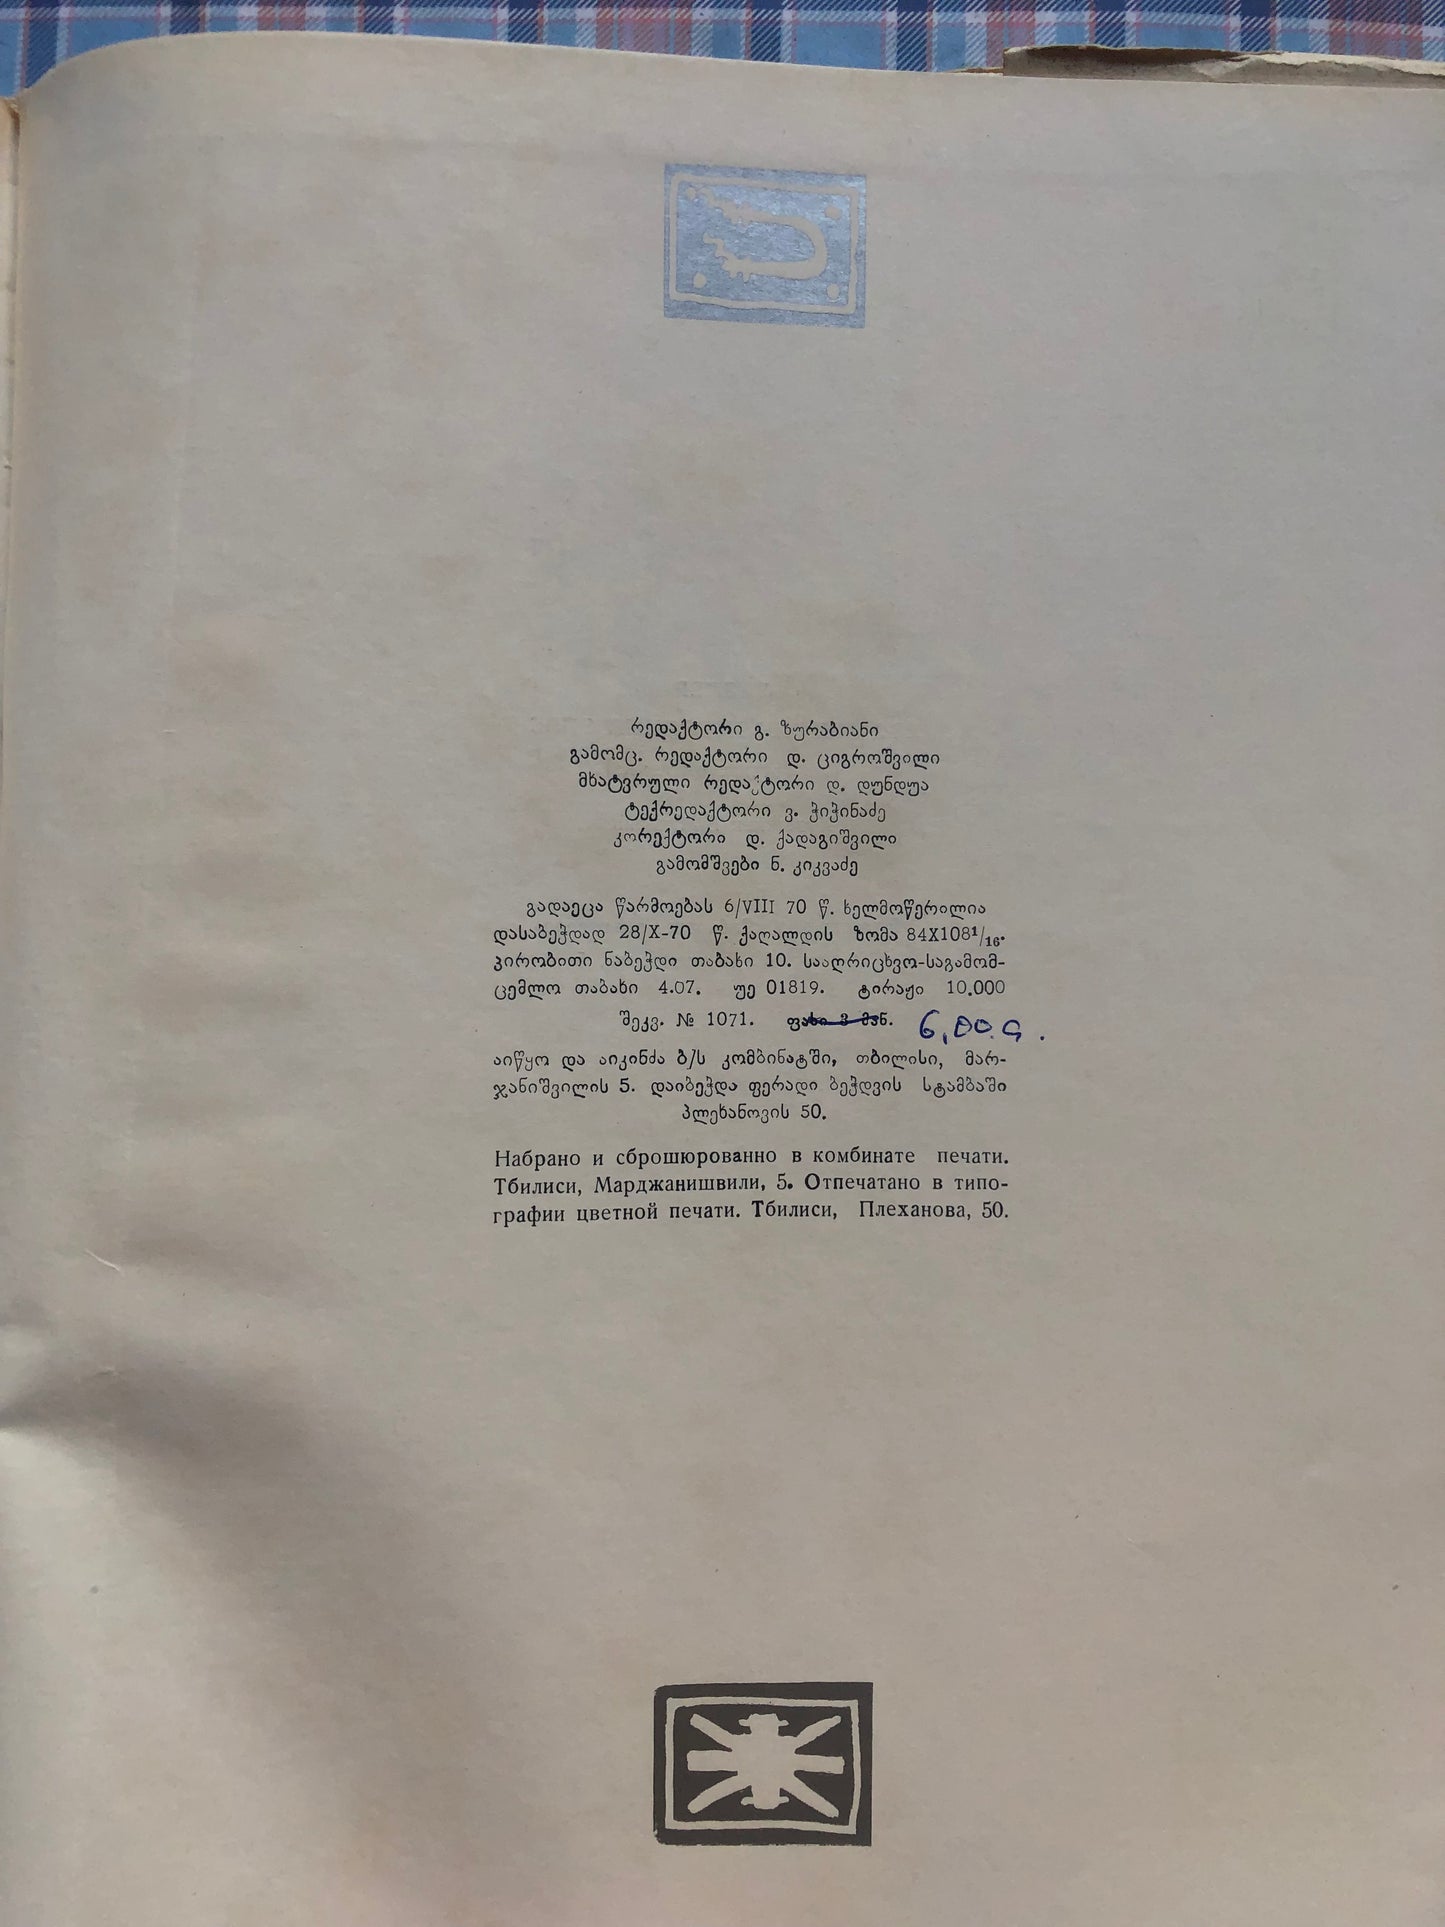 რედაქტორი გ. ზურაბიანი
გამომც. რედაქტორი დ. ციგროშვილი
მხატვრული რედაქტორი დ. დუნდუა
ტექრედაქტორი ვ. ჭიჭინაძე
კორექტორი დ. ქადაგიშვილი
გამომშვები ნ. კიკვაძე
გადაეცა წარმოებას 6/VIII 70 წ. ხელმოწერილია
დასაბეჭდად 28/X-70 წ. ქაღალდის ზომა 84X108¹/₁₆.
პირობითი ნაბეჭდი თაბახი 10. სააღრიცხვო-საგამომ-
ცემლო თაბახი 4.07. უე 01819. ტირაჟი 10.000
შეკვ. № 1071. ფასი 3 მან. 6,00
აიწყო და აიკინძა ბ/ს კომბინატში, თბილისი, მარ-
ჯანიშვილის 5. დაიბეჭდა ფერადი ბეჭდვის სტამბაში
პლეხანოვის 50.
Набрано и сброшюрованно в комбинате печати.
Тбилиси, Марджанишвили, 5. Отпечатано в типо-
графии цветной печати. Тбилиси, Плеханова, 50.